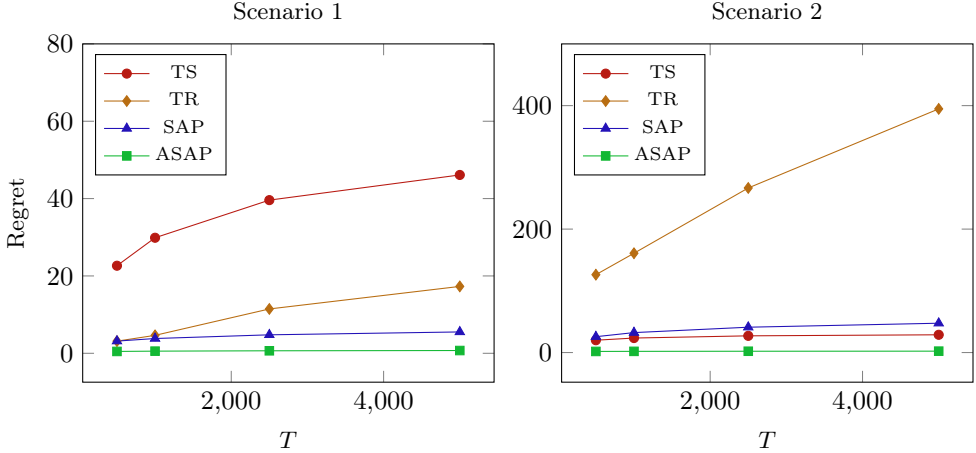 Scenario 1
80
60
40
20
0
Regret
TS
TR
SAP
ASAP
2,000
4,000
T
Scenario 2
400
200
0
TS
TR
SAP
ASAP
2,000
4,000
T